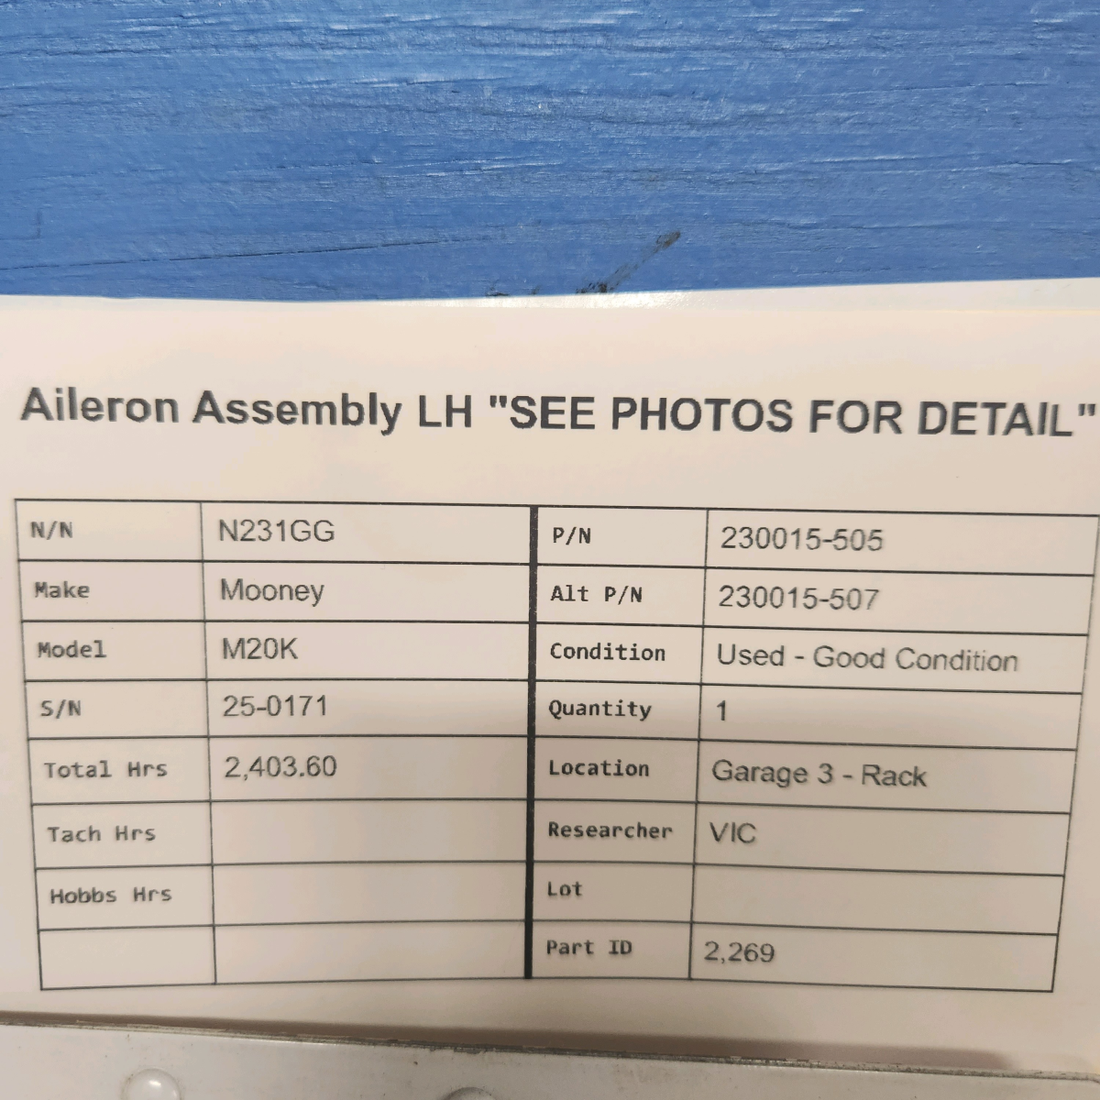 Aileron Assembly LH "SEE PHOTOS FOR DETAIL"
N/N N231GG P/N 230015-505
Make Mooney Alt P/N 230015-507
Model M20K Condition Used - Good Condition
S/N 25-0171 Quantity 1
Total Hrs 2,403.60 Location Garage 3 - Rack
Tach Hrs Researcher VIC
Hobbs Hrs Lot
Part ID 2,269